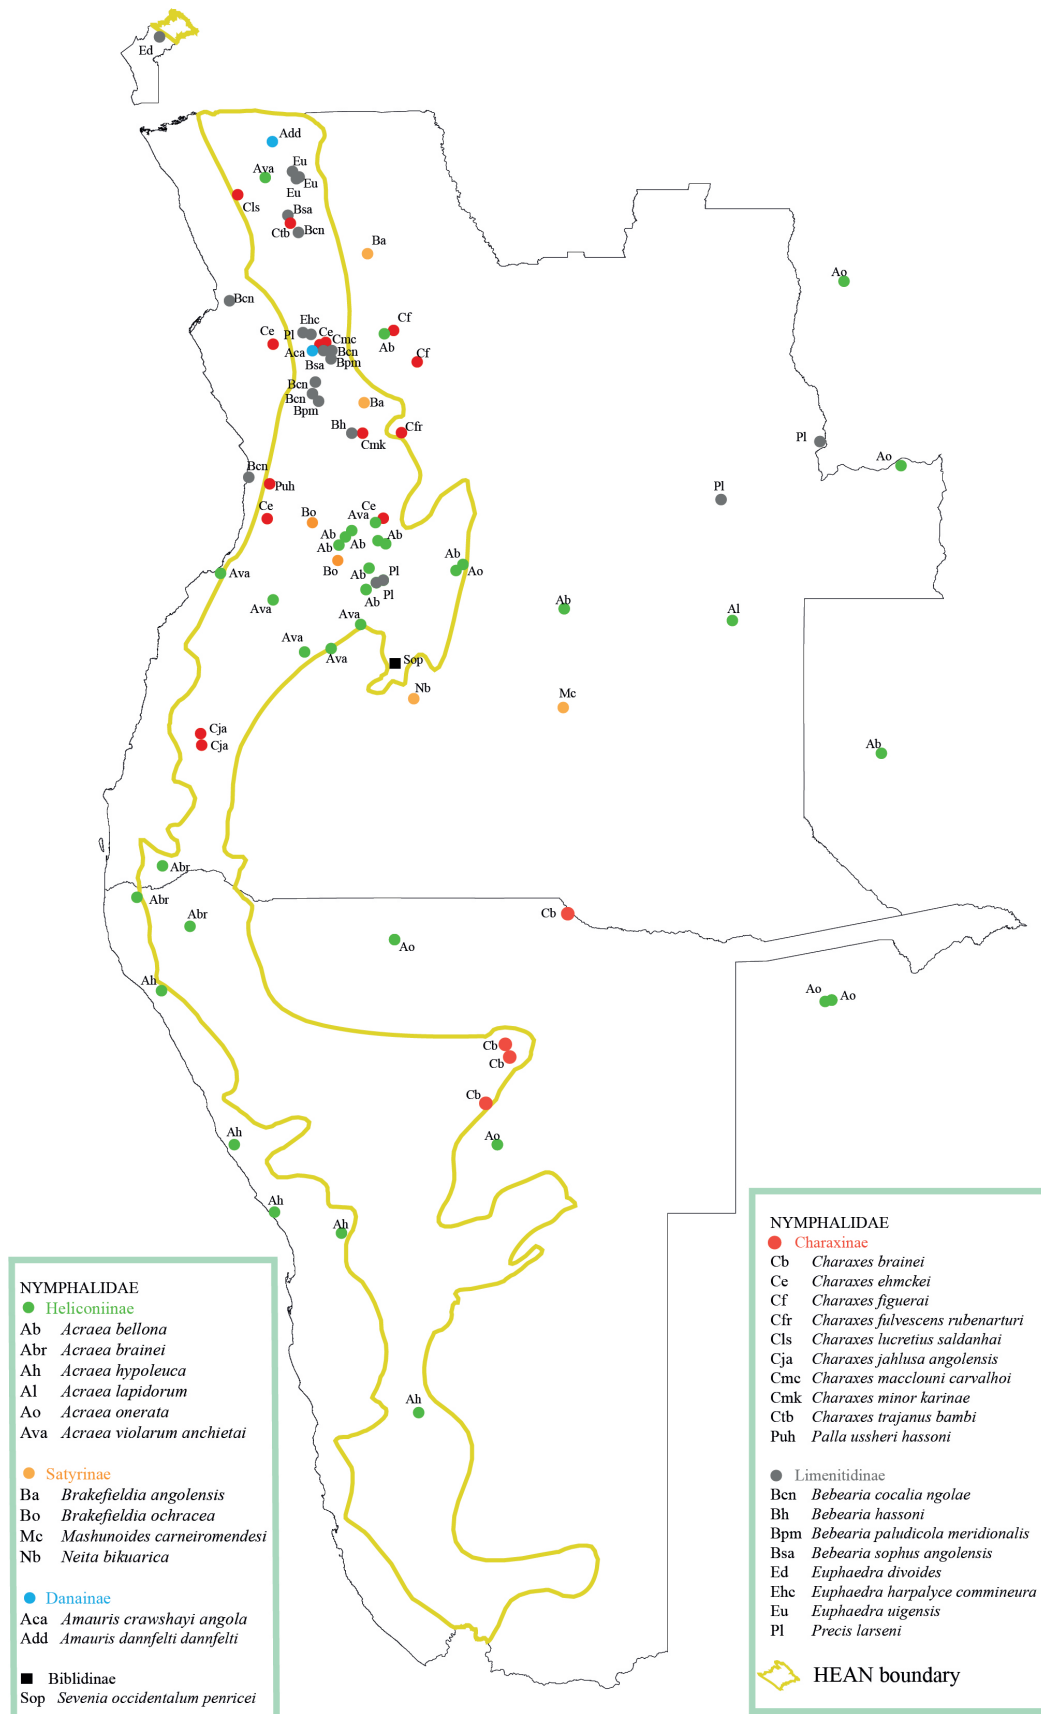 Ed
Add
Ava
Eu
Eu
Eu
Cls
Bsa
Ctb
Bcn
Ba
Ao
Bcn
Ehc
Cf
Ce
Pl
Ce
Cmc
Ab
Aca
Bcn
Cf
Bsa
Bpm
Bcn
Bcn
Ba
Bpm
Bh
Cfr
Cmk
Pl
Ao
Bcn
Puh
Pl
Ce
Bo
Ava
Ce
Ab
Ab
Ab
Ab
Ab
Bo
Ava
Ab
Pl
Ao
Pl
Ab
Ab
Ava
Ava
Al
Ava
Ava
Sop
Nb
Mc
Cja
Cja
Ab
Abr
Abr
Abr
Cb
Ao
Ah
Ao
Ao
Cb
Cb
Cb
Ah
Ao
Ah
Ah
Ah
NYMPHALIDAE
Heliconiinae
Ab Acraea bellona
Abr Acraea brainei
Ah Acraea hypoleuca
Al Acraea lapidorum
Ao Acraea onerata
Ava Acraea violarum anchietai
Satyrinae
Ba Brakefieldia angolensis
Bo Brakefieldia ochracea
Mc Mashunoides carneiromendesi
Nb Neita bikuarica
Danainae
Aca Amauris crawshayi angola
Add Amauris dannfelti dannfelti
Biblidinae
Sop Sevenia occidentalum penricei
NYMPHALIDAE
Charaxinae
Cb Charaxes brainei
Ce Charaxes ehmckei
Cf Charaxes figuerai
Cfr Charaxes fulvescens rubenarturi
Cls Charaxes lucretius saldanhai
Cja Charaxes jahlusa angolensis
Cmc Charaxes macclouni carvalhoi
Cmk Charaxes minor karinae
Ctb Charaxes trajanus bambi
Puh Palla ussheri hassoni
Limenitidinae
Bcn Bebearia cocalia ngolae
Bh Bebearia hassoni
Bpm Bebearia paludicola meridionalis
Bsa Bebearia sophus angolensis
Ed Euphaedra divoides
Ehc Euphaedra harpalyce commineura
Eu Euphaedra uigensis
Pl Precis larseni
HEAN boundary